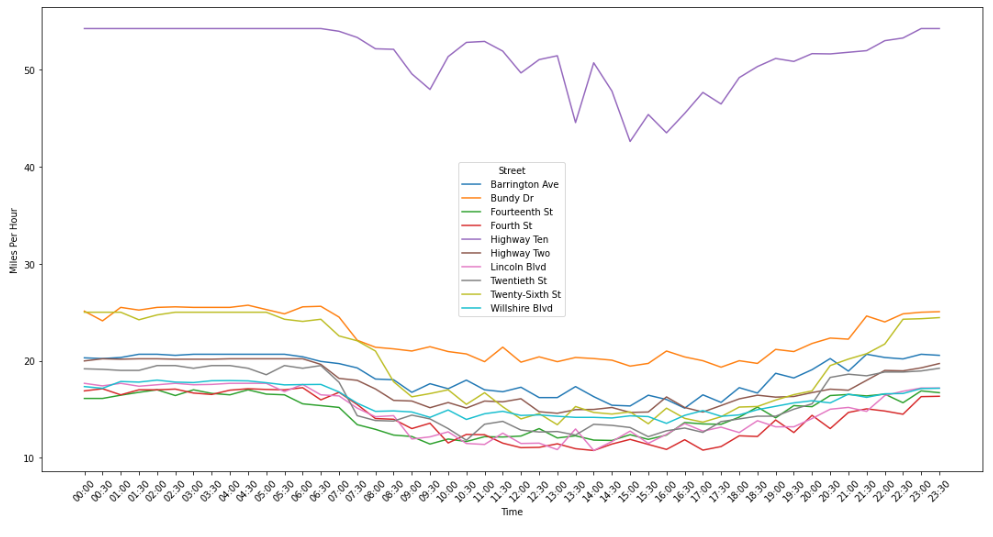 50
40
30
20
10
Miles Per Hour
Street
Barrington Ave
Bundy Dr
Fourteenth St
Fourth St
Highway Ten
Highway Two
Lincoln Blvd
Twentieth St
Twenty-Sixth St
Willshire Blvd
00:00 00:30 01:00 01:30 02:00 02:30 03:00 03:30 04:00 04:30 05:00 05:30 06:00 06:30 07:00 07:30 08:00 08:30 09:00 09:30 10:00 10:30 11:00 11:30 12:00 12:30 13:00 13:30 14:00 14:30 15:00 15:30 16:00 16:30 17:00 17:30 18:00 18:30 19:00 19:30 20:00 20:30 21:00 21:30 22:00 22:30 23:00 23:30
Time